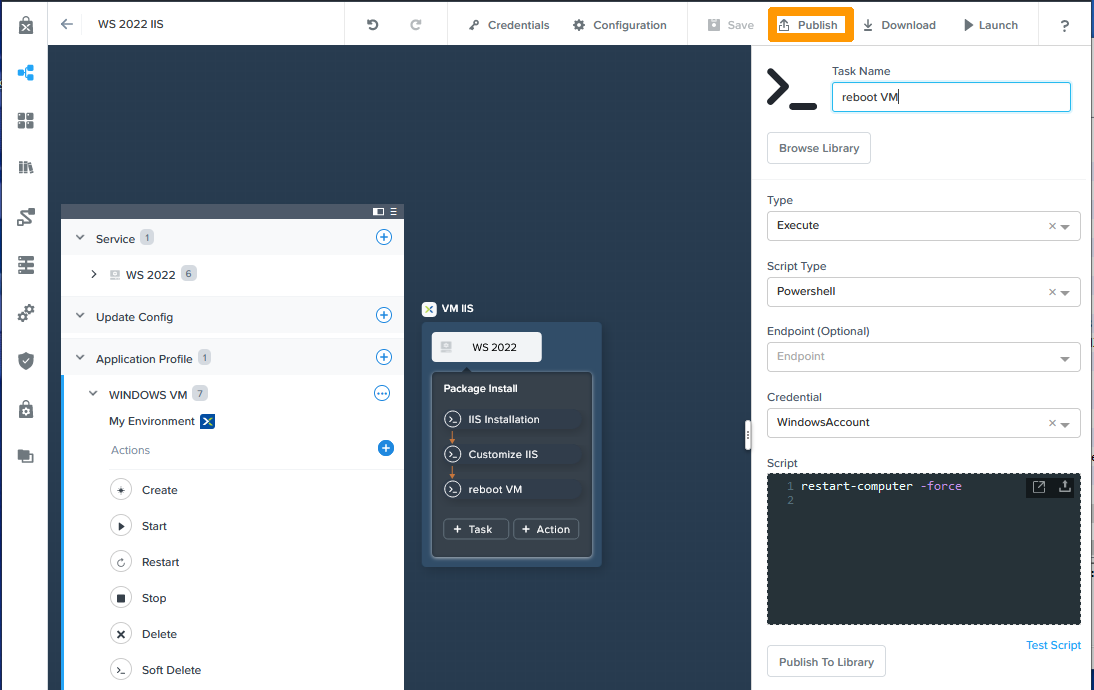 WS 2022 IIS
Credentials
Configuration
Save
Publish
Download
Launch
?
Task Name
reboot VM
Browse Library
Type
Execute
Script Type
Powershell
Endpoint (Optional)
Endpoint
Credential
WindowsAccount
Script
1 restart-computer -force
2
Test Script
Publish To Library
Service 1
WS 2022 6
Update Config
Application Profile 1
WINDOWS VM 7
My Environment
Actions
Create
Start
Restart
Stop
Delete
Soft Delete
VM IIS
WS 2022
Package Install
IIS Installation
Customize IIS
reboot VM
+ Task
+ Action